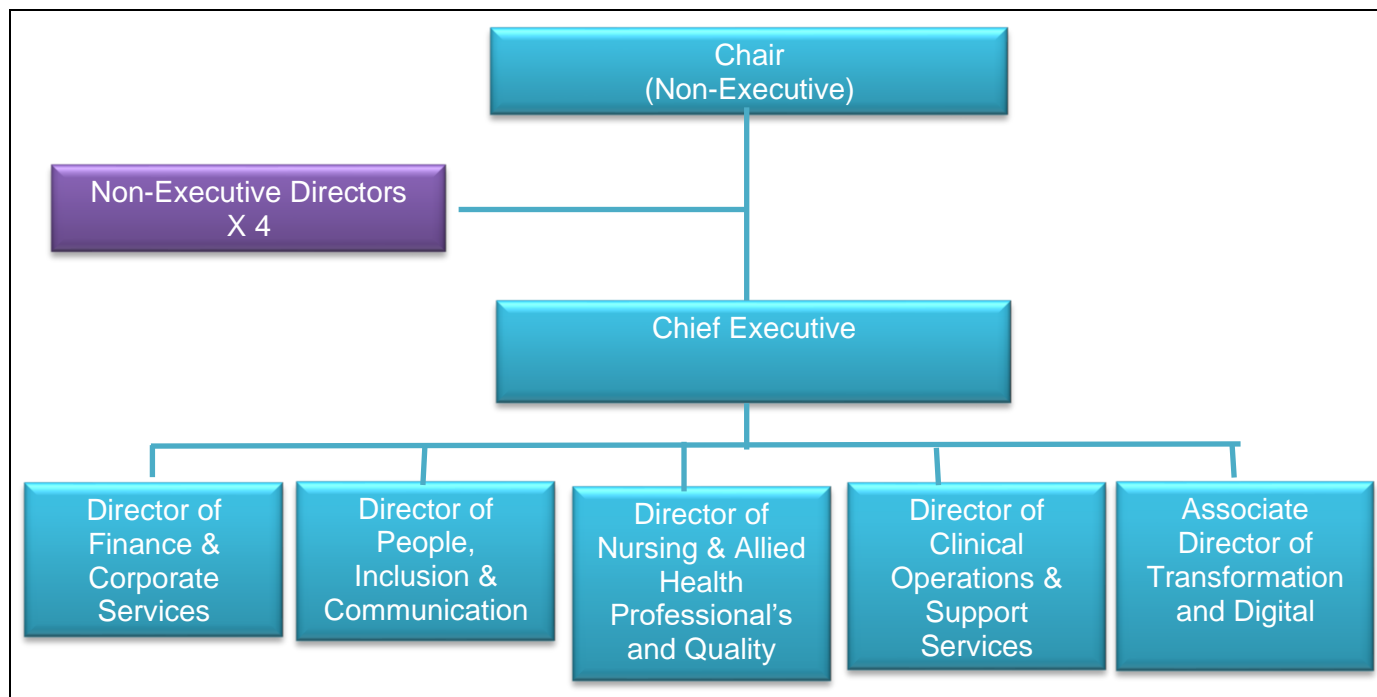 Chair
(Non-Executive)
Non-Executive Directors
X 4
Chief Executive
Director of
Finance &
Corporate
Services
Director of
People,
Inclusion &
Communication
Director of
Nursing & Allied
Health
Professional’s
and Quality
Director of
Clinical
Operations &
Support
Services
Associate
Director of
Transformation
and Digital